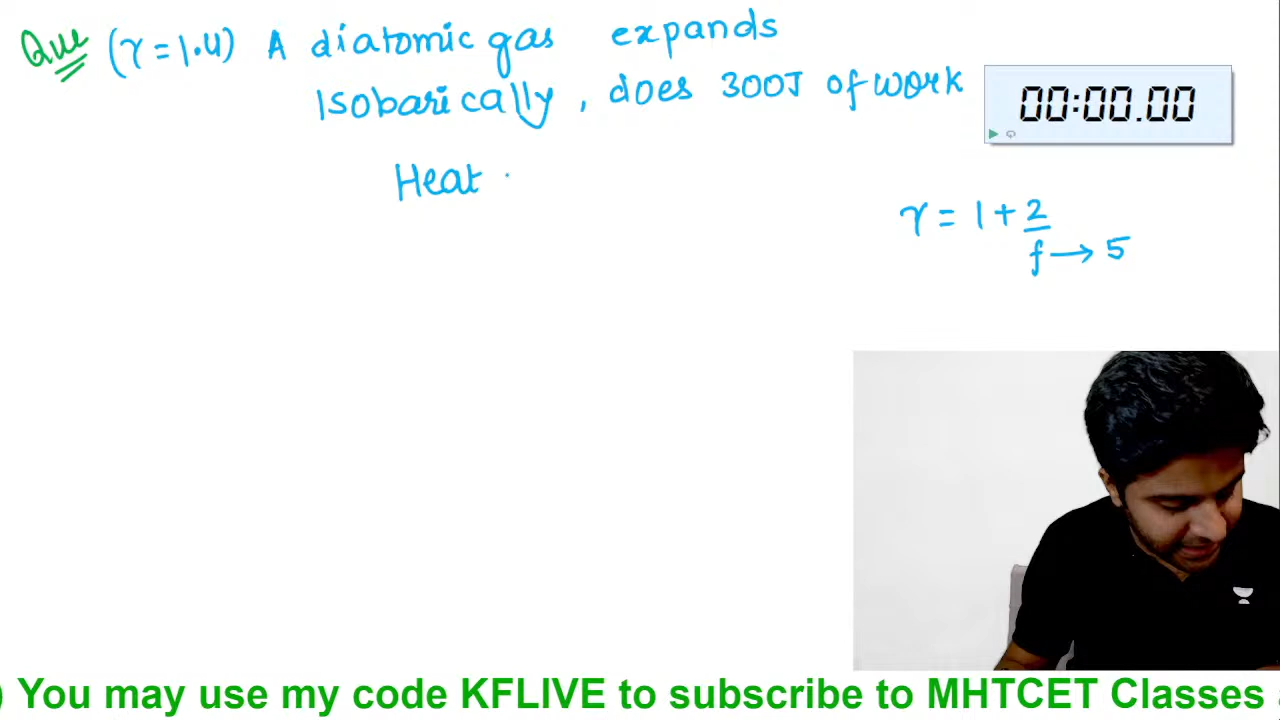 Que (γ = 1.4) A diatomic gas expands
Isobarically, does 300J of work
00:00.00
Heat
γ = 1 + 2/f → 5
) You may use my code KFLIVE to subscribe to MHTCET Classes